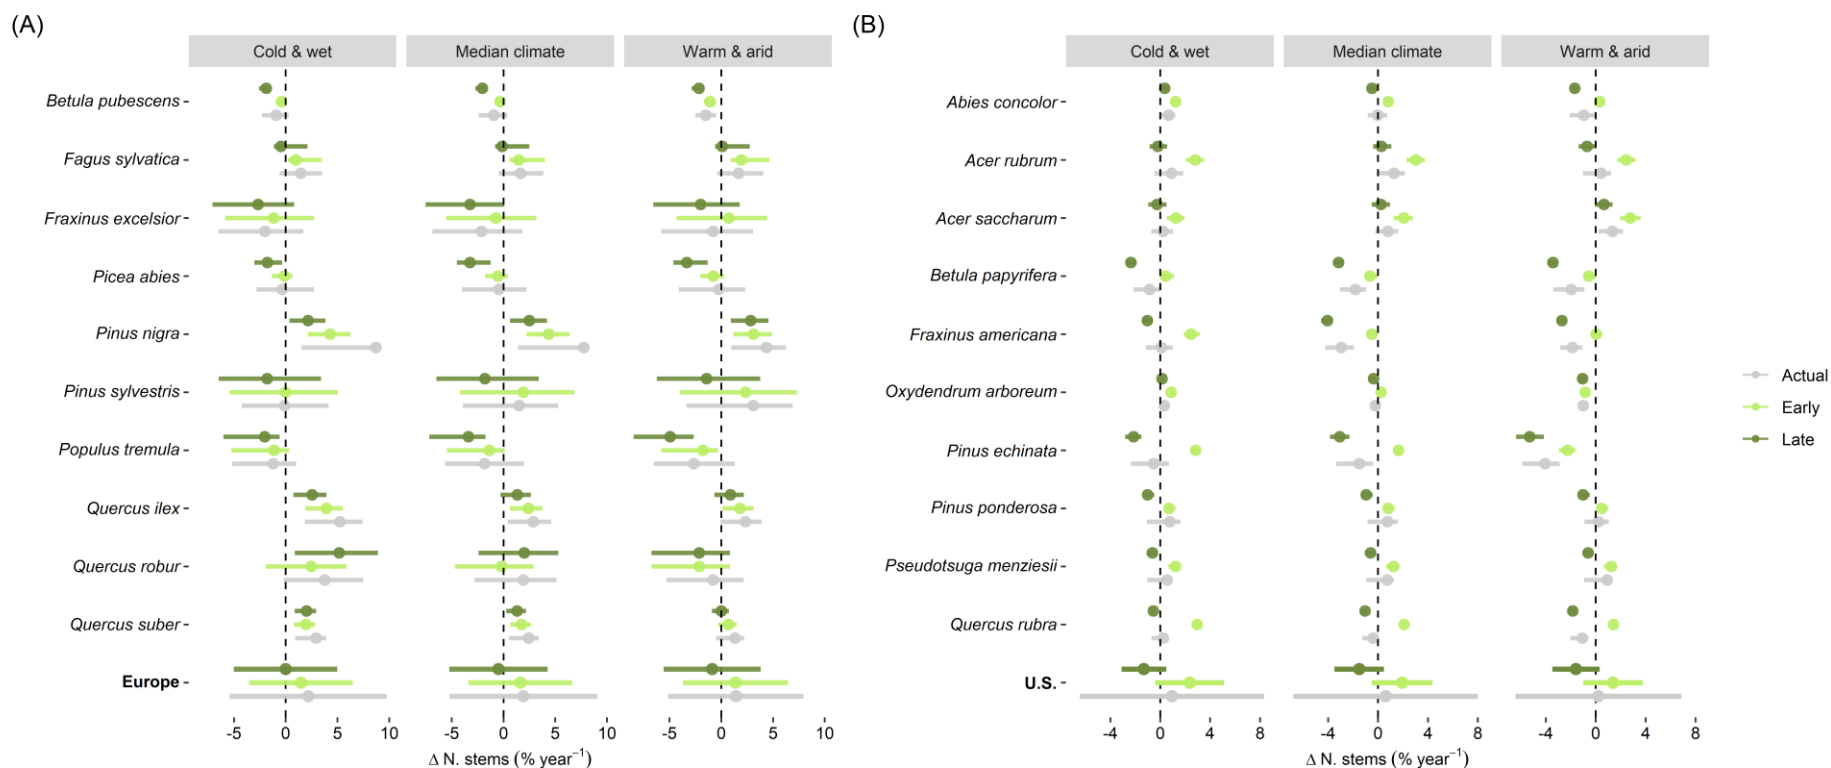 (A)
Cold & wet
Median climate
Warm & arid
Betula pubescens
Fagus sylvatica
Fraxinus excelsior
Picea abies
Pinus nigra
Pinus sylvestris
Populus tremula
Quercus ilex
Quercus robur
Quercus suber
Europe
-5 0 5 10
-5 0 5 10
-5 0 5 10
Δ N. stems (% year⁻¹)
(B)
Cold & wet
Median climate
Warm & arid
Abies concolor
Acer rubrum
Acer saccharum
Betula papyrifera
Fraxinus americana
Oxydendrum arboreum
Pinus echinata
Pinus ponderosa
Pseudotsuga menziesii
Quercus rubra
U.S.
-4 0 4 8
-4 0 4 8
-4 0 4 8
Δ N. stems (% year⁻¹)
Actual
Early
Late